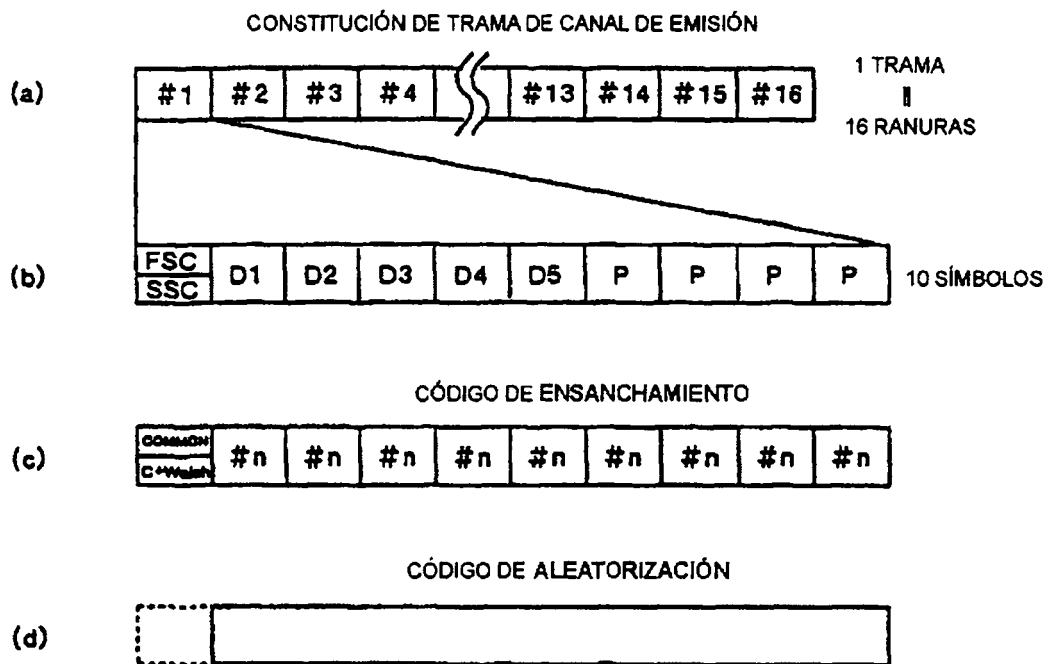 CONSTITUCIÓN DE TRAMA DE CANAL DE EMISIÓN
(a) #1 #2 #3 #4 #13 #14 #15 #16
1 TRAMA
||
16 RANURAS
(b) FSC SSC D1 D2 D3 D4 D5 P P P P 10 SÍMBOLOS
CÓDIGO DE ENSANCHAMIENTO
(c) COMMON C+Walsh #n #n #n #n #n #n #n #n #n
CÓDIGO DE ALEATORIZACIÓN
(d)